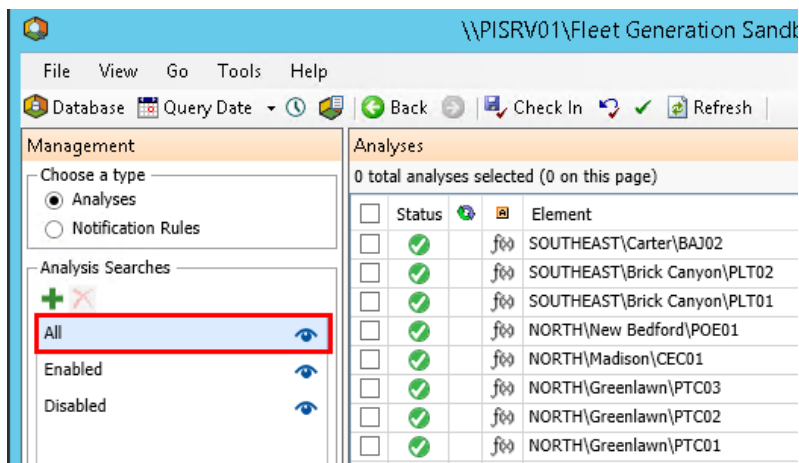 \\PISRV01\Fleet Generation Sandb
File View Go Tools Help
Database Query Date Back Check In Refresh
Management
Choose a type
Analyses
Notification Rules
Analysis Searches
All
Enabled
Disabled
Analyses
0 total analyses selected (0 on this page)
Status Element
f(x) SOUTHEAST\Carter\BAJ02
f(x) SOUTHEAST\Brick Canyon\PLT02
f(x) SOUTHEAST\Brick Canyon\PLT01
f(x) NORTH\New Bedford\POE01
f(x) NORTH\Madison\CEC01
f(x) NORTH\Greenlawn\PTC03
f(x) NORTH\Greenlawn\PTC02
f(x) NORTH\Greenlawn\PTC01